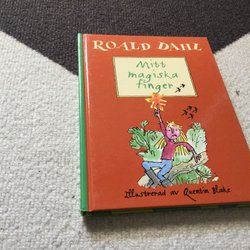 ROALD DAHL
Mitt
magiska
finger
Illustrerad av Quentin Blake